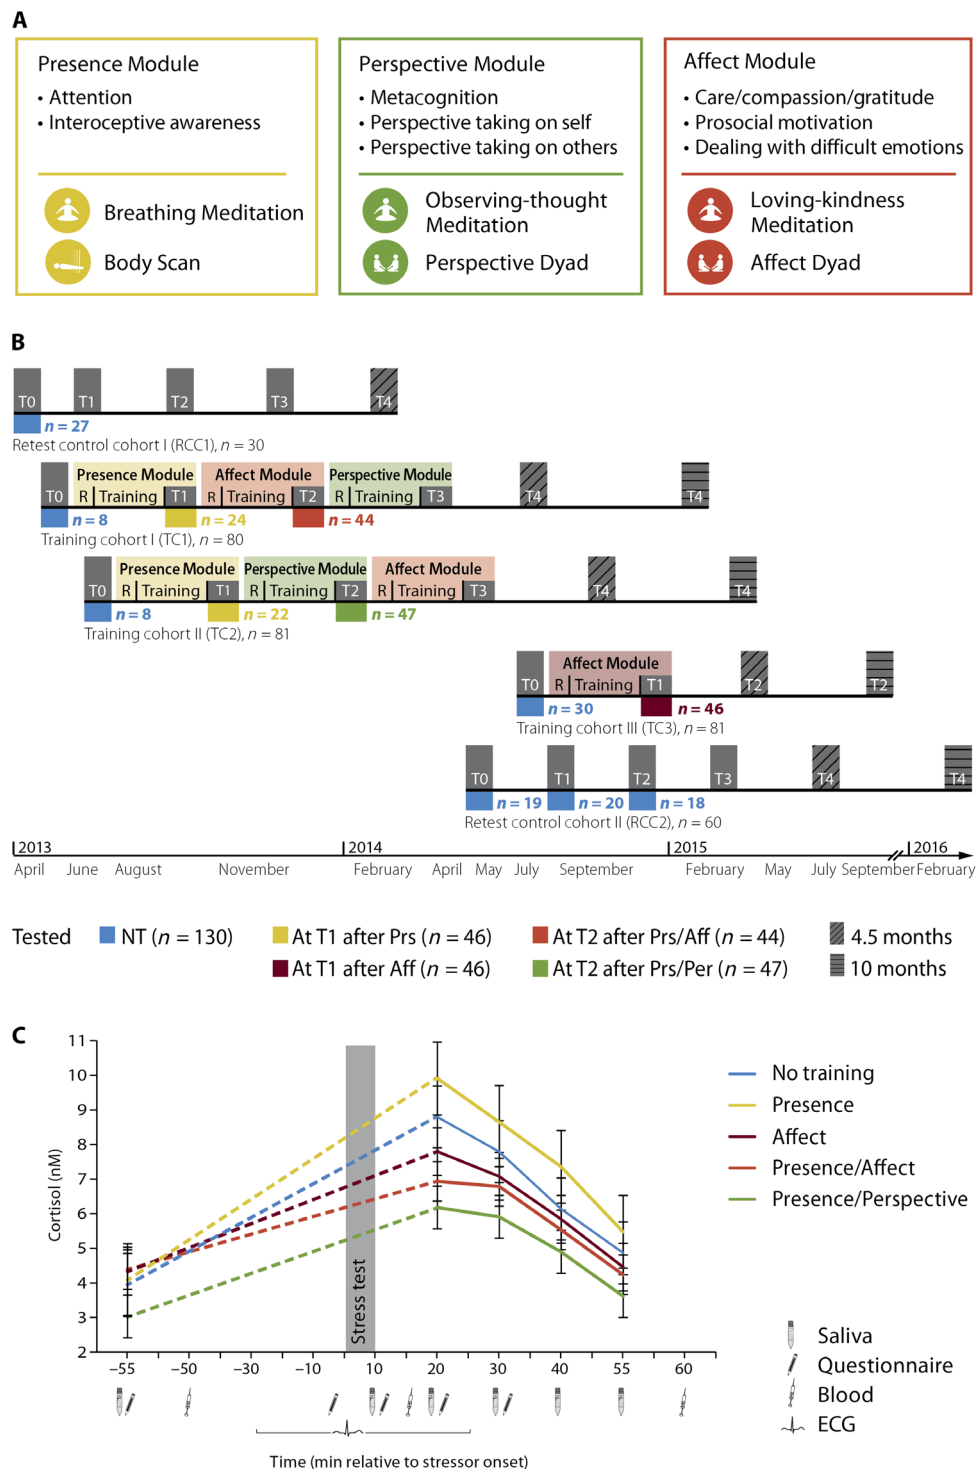 A
Presence Module
• Attention
• Interoceptive awareness
Breathing Meditation
Body Scan
Perspective Module
• Metacognition
• Perspective taking on self
• Perspective taking on others
Observing-thought
Meditation
Perspective Dyad
Affect Module
• Care/compassion/gratitude
• Prosocial motivation
• Dealing with difficult emotions
Loving-kindness
Meditation
Affect Dyad
B
T0 T1 T2 T3 T4
n = 27
Retest control cohort I (RCC1), n = 30
Presence Module Affect Module Perspective Module
T0 R Training T1 R Training T2 R Training T3 T4 T4
n = 8 n = 24 n = 44
Training cohort I (TC1), n = 80
Presence Module Perspective Module Affect Module
T0 R Training T1 R Training T2 R Training T3 T4 T4
n = 8 n = 22 n = 47
Training cohort II (TC2), n = 81
Affect Module
T0 R Training T1 T2 T2
n = 30 n = 46
Training cohort III (TC3), n = 81
T0 T1 T2 T3 T4 T4
n = 19 n = 20 n = 18
Retest control cohort II (RCC2), n = 60
2013 2014 2015 2016
April June August November February April May July September February May July September February
Tested NT (n = 130) At T1 after Prs (n = 46) At T2 after Prs/Aff (n = 44) 4.5 months
At T1 after Aff (n = 46) At T2 after Prs/Per (n = 47) 10 months
C
11
10
9
8
7
6
5
4
3
2
Cortisol (nM)
Stress test
−55 −50 −10 10 20 30 40 55 60
Time (min relative to stressor onset)
No training
Presence
Affect
Presence/Affect
Presence/Perspective
Saliva
Questionnaire
Blood
ECG